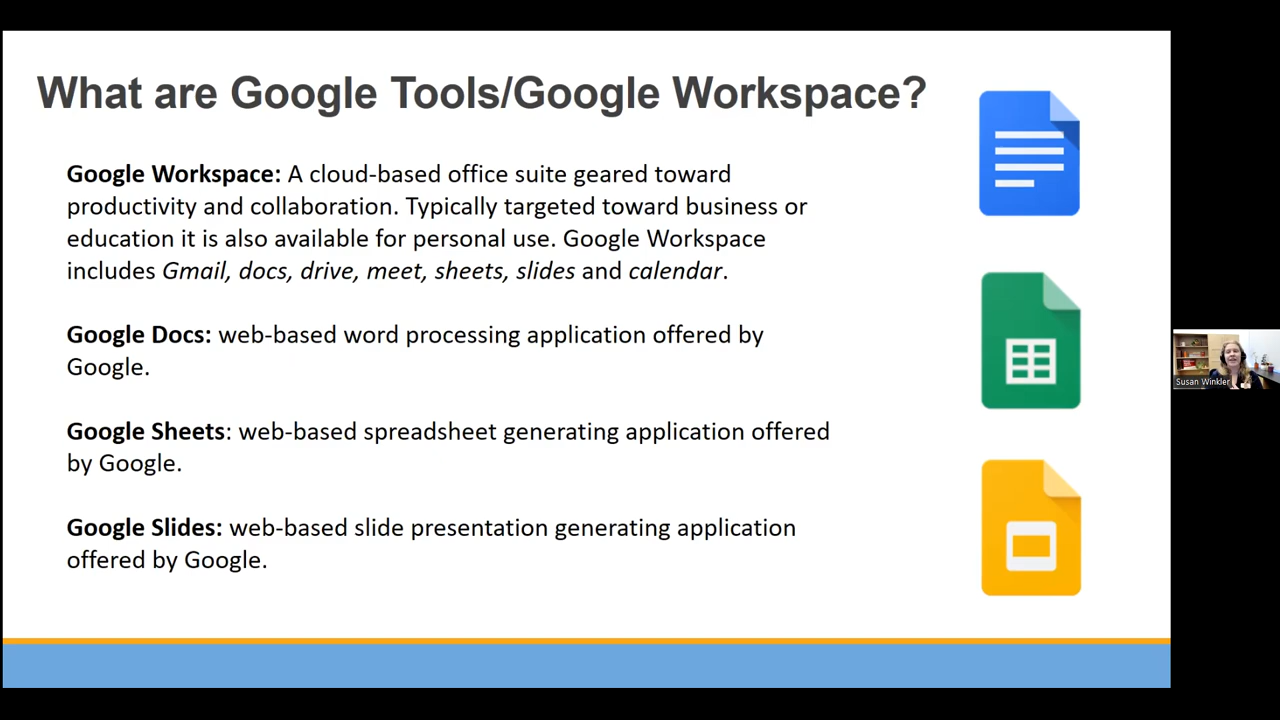 What are Google Tools/Google Workspace?
Google Workspace: A cloud-based office suite geared toward
productivity and collaboration. Typically targeted toward business or
education it is also available for personal use. Google Workspace
includes Gmail, docs, drive, meet, sheets, slides and calendar.
Google Docs: web-based word processing application offered by
Google.
Google Sheets: web-based spreadsheet generating application offered
by Google.
Google Slides: web-based slide presentation generating application
offered by Google.
Susan Winkler